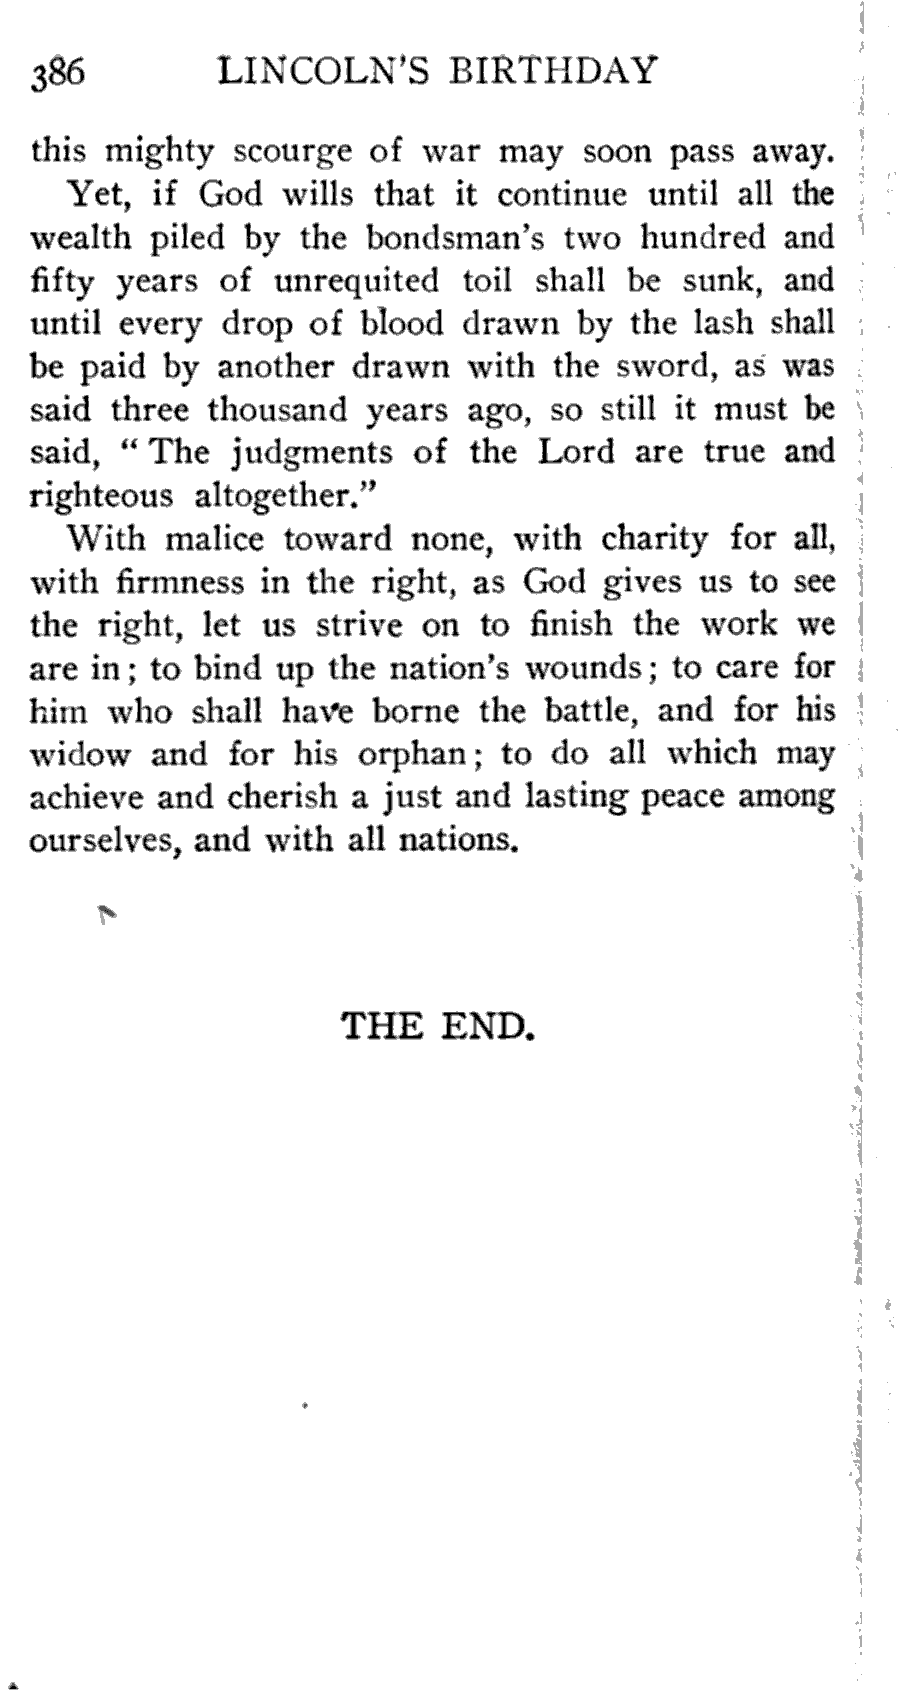 386 LINCOLN'S BIRTHDAY
this mighty scourge of war may soon pass away.
Yet, if God wills that it continue until all the
wealth piled by the bondsman's two hundred and
fifty years of unrequited toil shall be sunk, and
until every drop of blood drawn by the lash shall
be paid by another drawn with the sword, as was
said three thousand years ago, so still it must be
said, “ The judgments of the Lord are true and
righteous altogether.”
With malice toward none, with charity for all,
with firmness in the right, as God gives us to see
the right, let us strive on to finish the work we
are in ; to bind up the nation's wounds ; to care for
him who shall have borne the battle, and for his
widow and for his orphan ; to do all which may
achieve and cherish a just and lasting peace among
ourselves, and with all nations.
THE END.